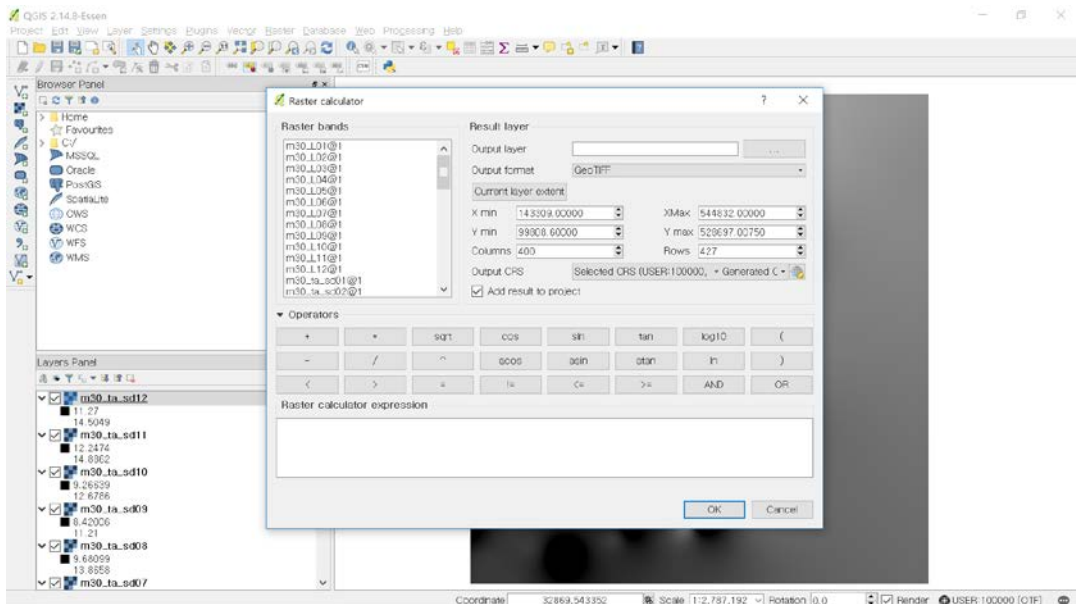 QGIS 2.14.8-Essen
Project Edit View Layer Settings Plugins Vector Raster Database Web Processing Help
Browser Panel
Home
Favourites
C:/
MSSQL
Oracle
PostGIS
SpatiaLite
OWS
WCS
WFS
WMS
Layers Panel
m30_ta_sd12
11.27
14.5049
m30_ta_sd11
12.2474
14.8962
m30_ta_sd10
9.26639
12.6786
m30_ta_sd09
8.42006
11.21
m30_ta_sd08
9.68099
13.8658
m30_ta_sd07
Raster calculator
? ×
Raster bands
m30_L01@1
m30_L02@1
m30_L03@1
m30_L04@1
m30_L05@1
m30_L06@1
m30_L07@1
m30_L08@1
m30_L09@1
m30_L10@1
m30_L11@1
m30_L12@1
m30_ta_sd01@1
m30_ta_sd02@1
Result layer
Output layer
...
Output format GeoTIFF
Current layer extent
X min 143309.00000 XMax 544832.00000
Y min 99808.60000 Y max 528697.00750
Columns 400 Rows 427
Output CRS Selected CRS (USER:100000, * Generated C
Add result to project
Operators
+ * sqrt cos sin tan log10 (
- / ^ acos asin atan ln )
< > = != <= >= AND OR
Raster calculator expression
OK Cancel
Coordinate 32869,543352 Scale 1:2,787,192 Rotation 0.0 Render USER:100000 (OTF)